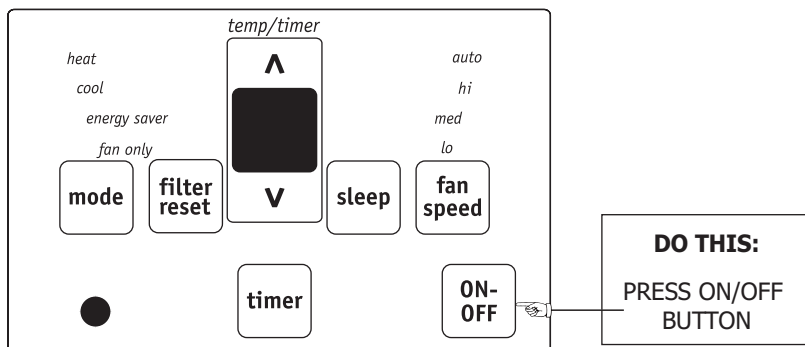 temp/timer
heat
cool
energy saver
fan only
auto
hi
med
lo
∧
∨
mode
filter
reset
sleep
fan
speed
timer
ON-
OFF
DO THIS:
PRESS ON/OFF
BUTTON